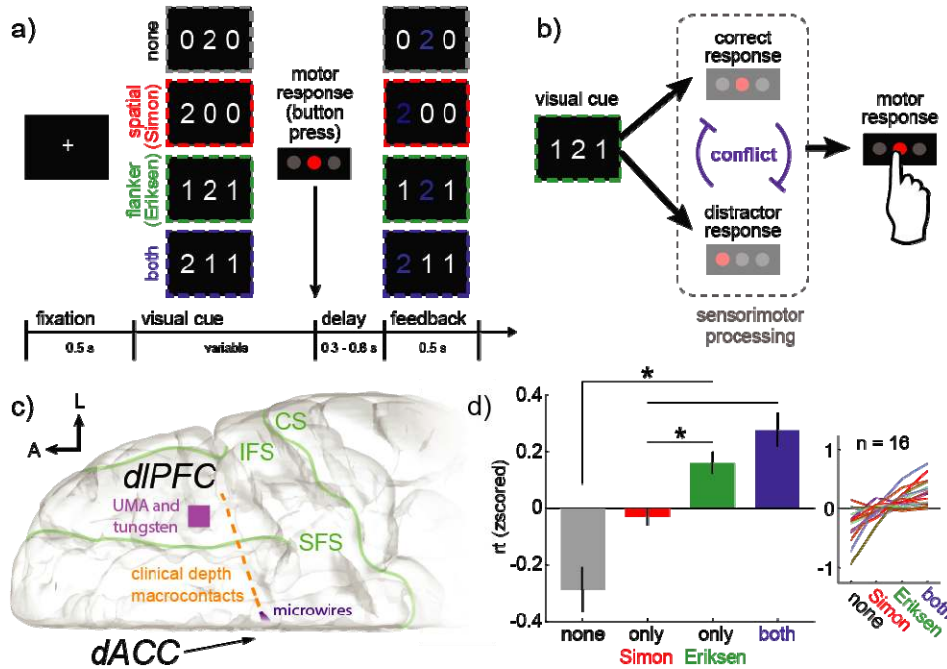 a)
none
0 2 0
0 2 0
spatial
(Simon)
2 0 0
2 0 0
flanker
(Eriksen)
1 2 1
1 2 1
both
2 1 1
2 1 1
+
motor
response
(button
press)
fixation
visual cue
delay
feedback
0.5 s
variable
0.3 - 0.6 s
0.5 s
b)
visual cue
1 2 1
correct
response
conflict
distractor
response
sensorimotor
processing
motor
response
c)
L
A
CS
IFS
dlPFC
UMA and
tungsten
SFS
clinical depth
macrocontacts
microwires
dACC
d)
*
*
rt (zscored)
0.4
0.2
0
-0.2
-0.4
none
only
Simon
only
Eriksen
both
n = 16
1
0
-1
none
Simon
Eriksen
both